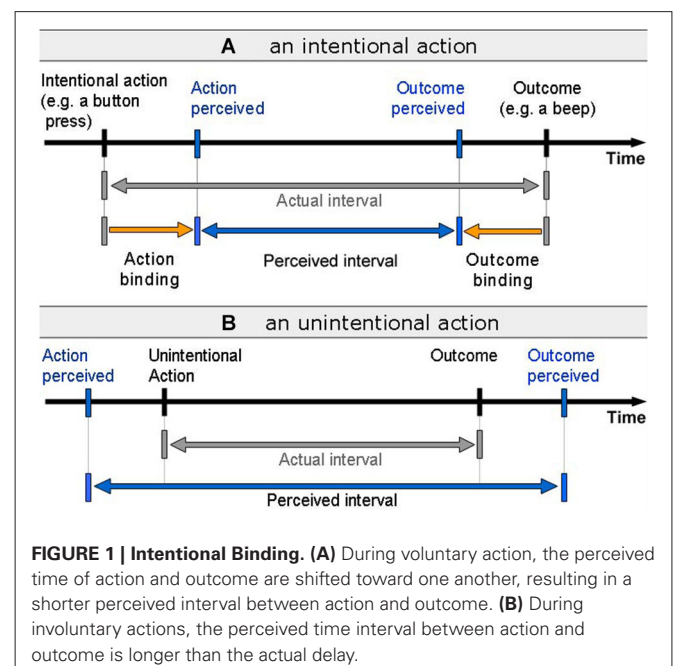 A an intentional action
Intentional action
(e.g. a button
press)
Action
perceived
Outcome
perceived
Outcome
(e.g. a beep)
Time
Actual interval
Action
binding
Perceived interval
Outcome
binding
B an unintentional action
Action
perceived
Unintentional
Action
Outcome
Outcome
perceived
Time
Actual interval
Perceived interval
FIGURE 1 | Intentional Binding. (A) During voluntary action, the perceived
time of action and outcome are shifted toward one another, resulting in a
shorter perceived interval between action and outcome. (B) During
involuntary actions, the perceived time interval between action and
outcome is longer than the actual delay.